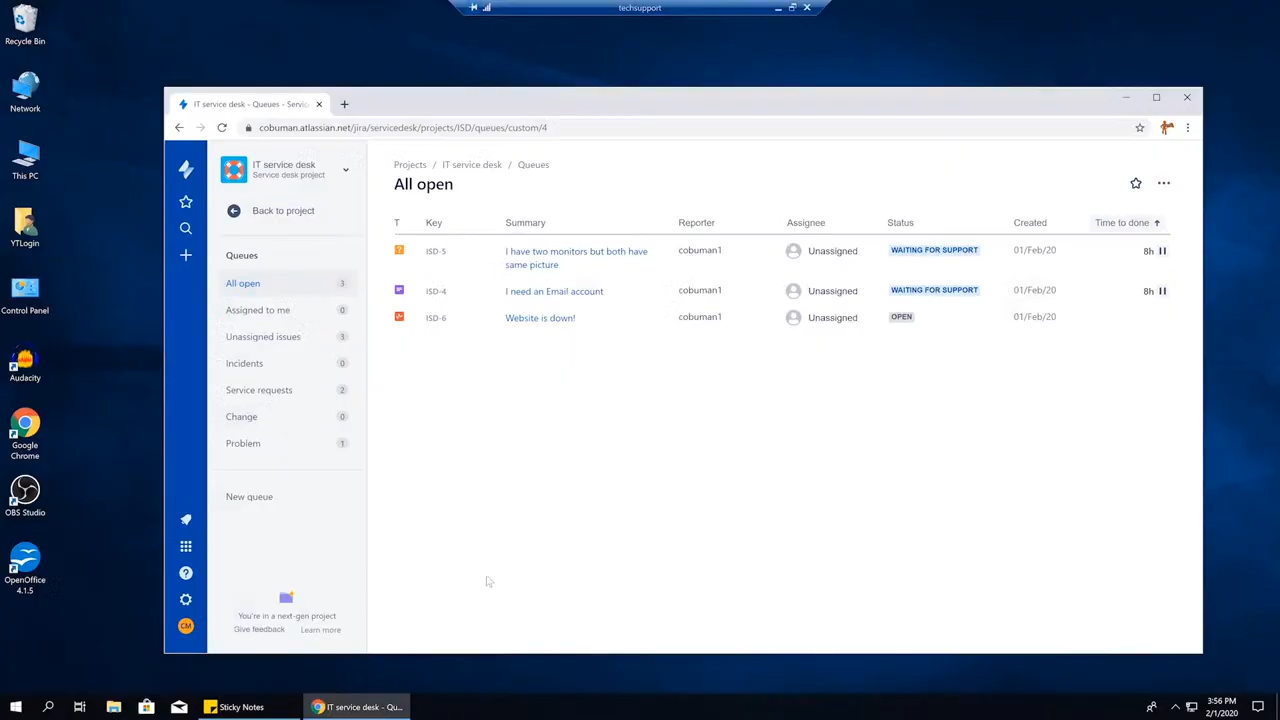 techsupport
Recycle Bin
Network
This PC
YTLogin
Control Panel
Audacity
Google
Chrome
OBS Studio
OpenOffice
4.1.5
IT service desk - Queues - Servic
cobuman.atlassian.net/jira/servicedesk/projects/ISD/queues/custom/4
IT service desk
Service desk project
Back to project
Queues
All open 3
Assigned to me 0
Unassigned issues 3
Incidents 0
Service requests 2
Change 0
Problem 1
New queue
You're in a next-gen project
Give feedback Learn more
CM
Projects / IT service desk / Queues
All open
T Key Summary Reporter Assignee Status Created Time to done
ISD-5 I have two monitors but both have cobuman1 Unassigned WAITING FOR SUPPORT 01/Feb/20 8h
same picture
ISD-4 I need an Email account cobuman1 Unassigned WAITING FOR SUPPORT 01/Feb/20 8h
ISD-6 Website is down! cobuman1 Unassigned OPEN 01/Feb/20
Sticky Notes
IT service desk - Qu...
3:56 PM
2/1/2020